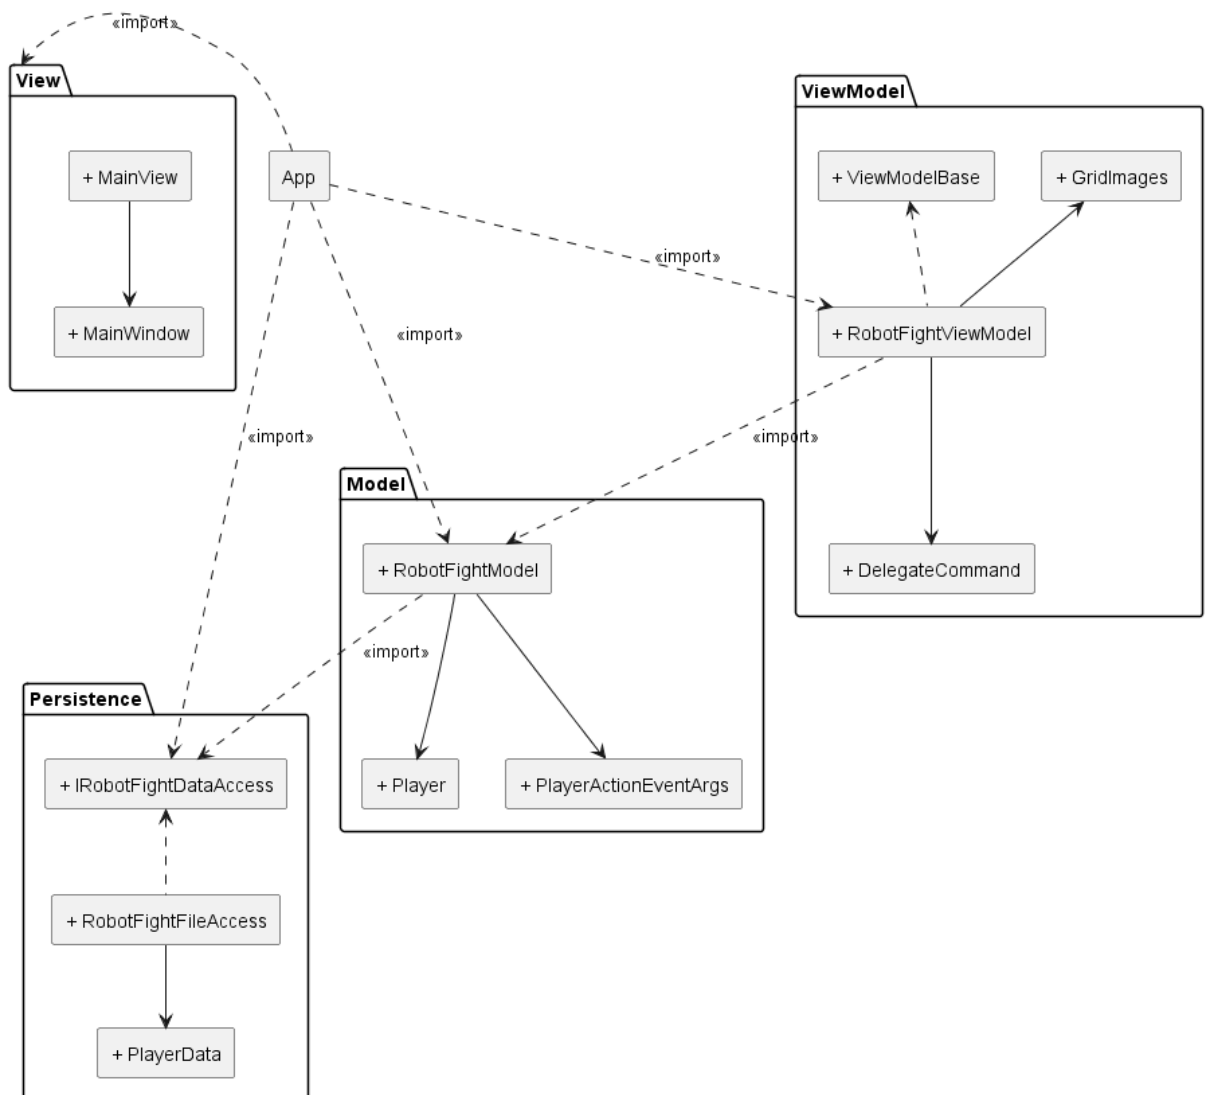 «import»
View
ViewModel
+ MainView
App
+ ViewModelBase
+ GridImages
«import»
+ MainWindow
«import»
+ RobotFightViewModel
«import»
«import»
Model
+ RobotFightModel
+ DelegateCommand
«import»
Persistence
+ IRobotFightDataAccess
+ Player
+ PlayerActionEventArgs
+ RobotFightFileAccess
+ PlayerData